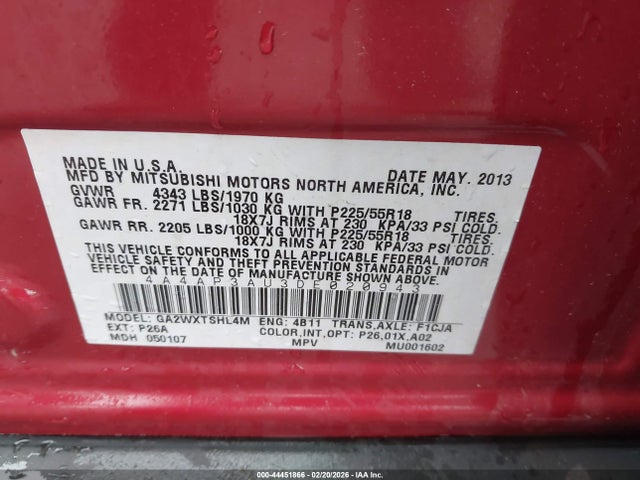 MADE IN U.S.A. DATE MAY. 2013
MFD BY MITSUBISHI MOTORS NORTH AMERICA, INC.
GVWR 4343 LBS/1970 KG
GAWR FR. 2271 LBS/1030 KG WITH P225/55R18 TIRES.
18X7J RIMS AT 230 KPA/33 PSI COLD.
GAWR RR. 2205 LBS/1000 KG WITH P225/55R18 TIRES.
18X7J RIMS AT 230 KPA/33 PSI COLD.
THIS VEHICLE CONFORMS TO ALL APPLICABLE FEDERAL MOTOR
VEHICLE SAFETY AND THEFT PREVENTION STANDARDS IN
EFFECT ON THE DATE OF MANUFACTURE SHOWN ABOVE.
4A4AP3AU3DE020943
MODEL: GA2WXTSHL4M ENG: 4B11 TRANS,AXLE: F1CJA
EXT: P26A COLOR,INT,OPT: P26,01X,A02
MDH 050107 MPV MU001602
000-44451866 - 02/20/2026 - IAA Holdings, LLC.